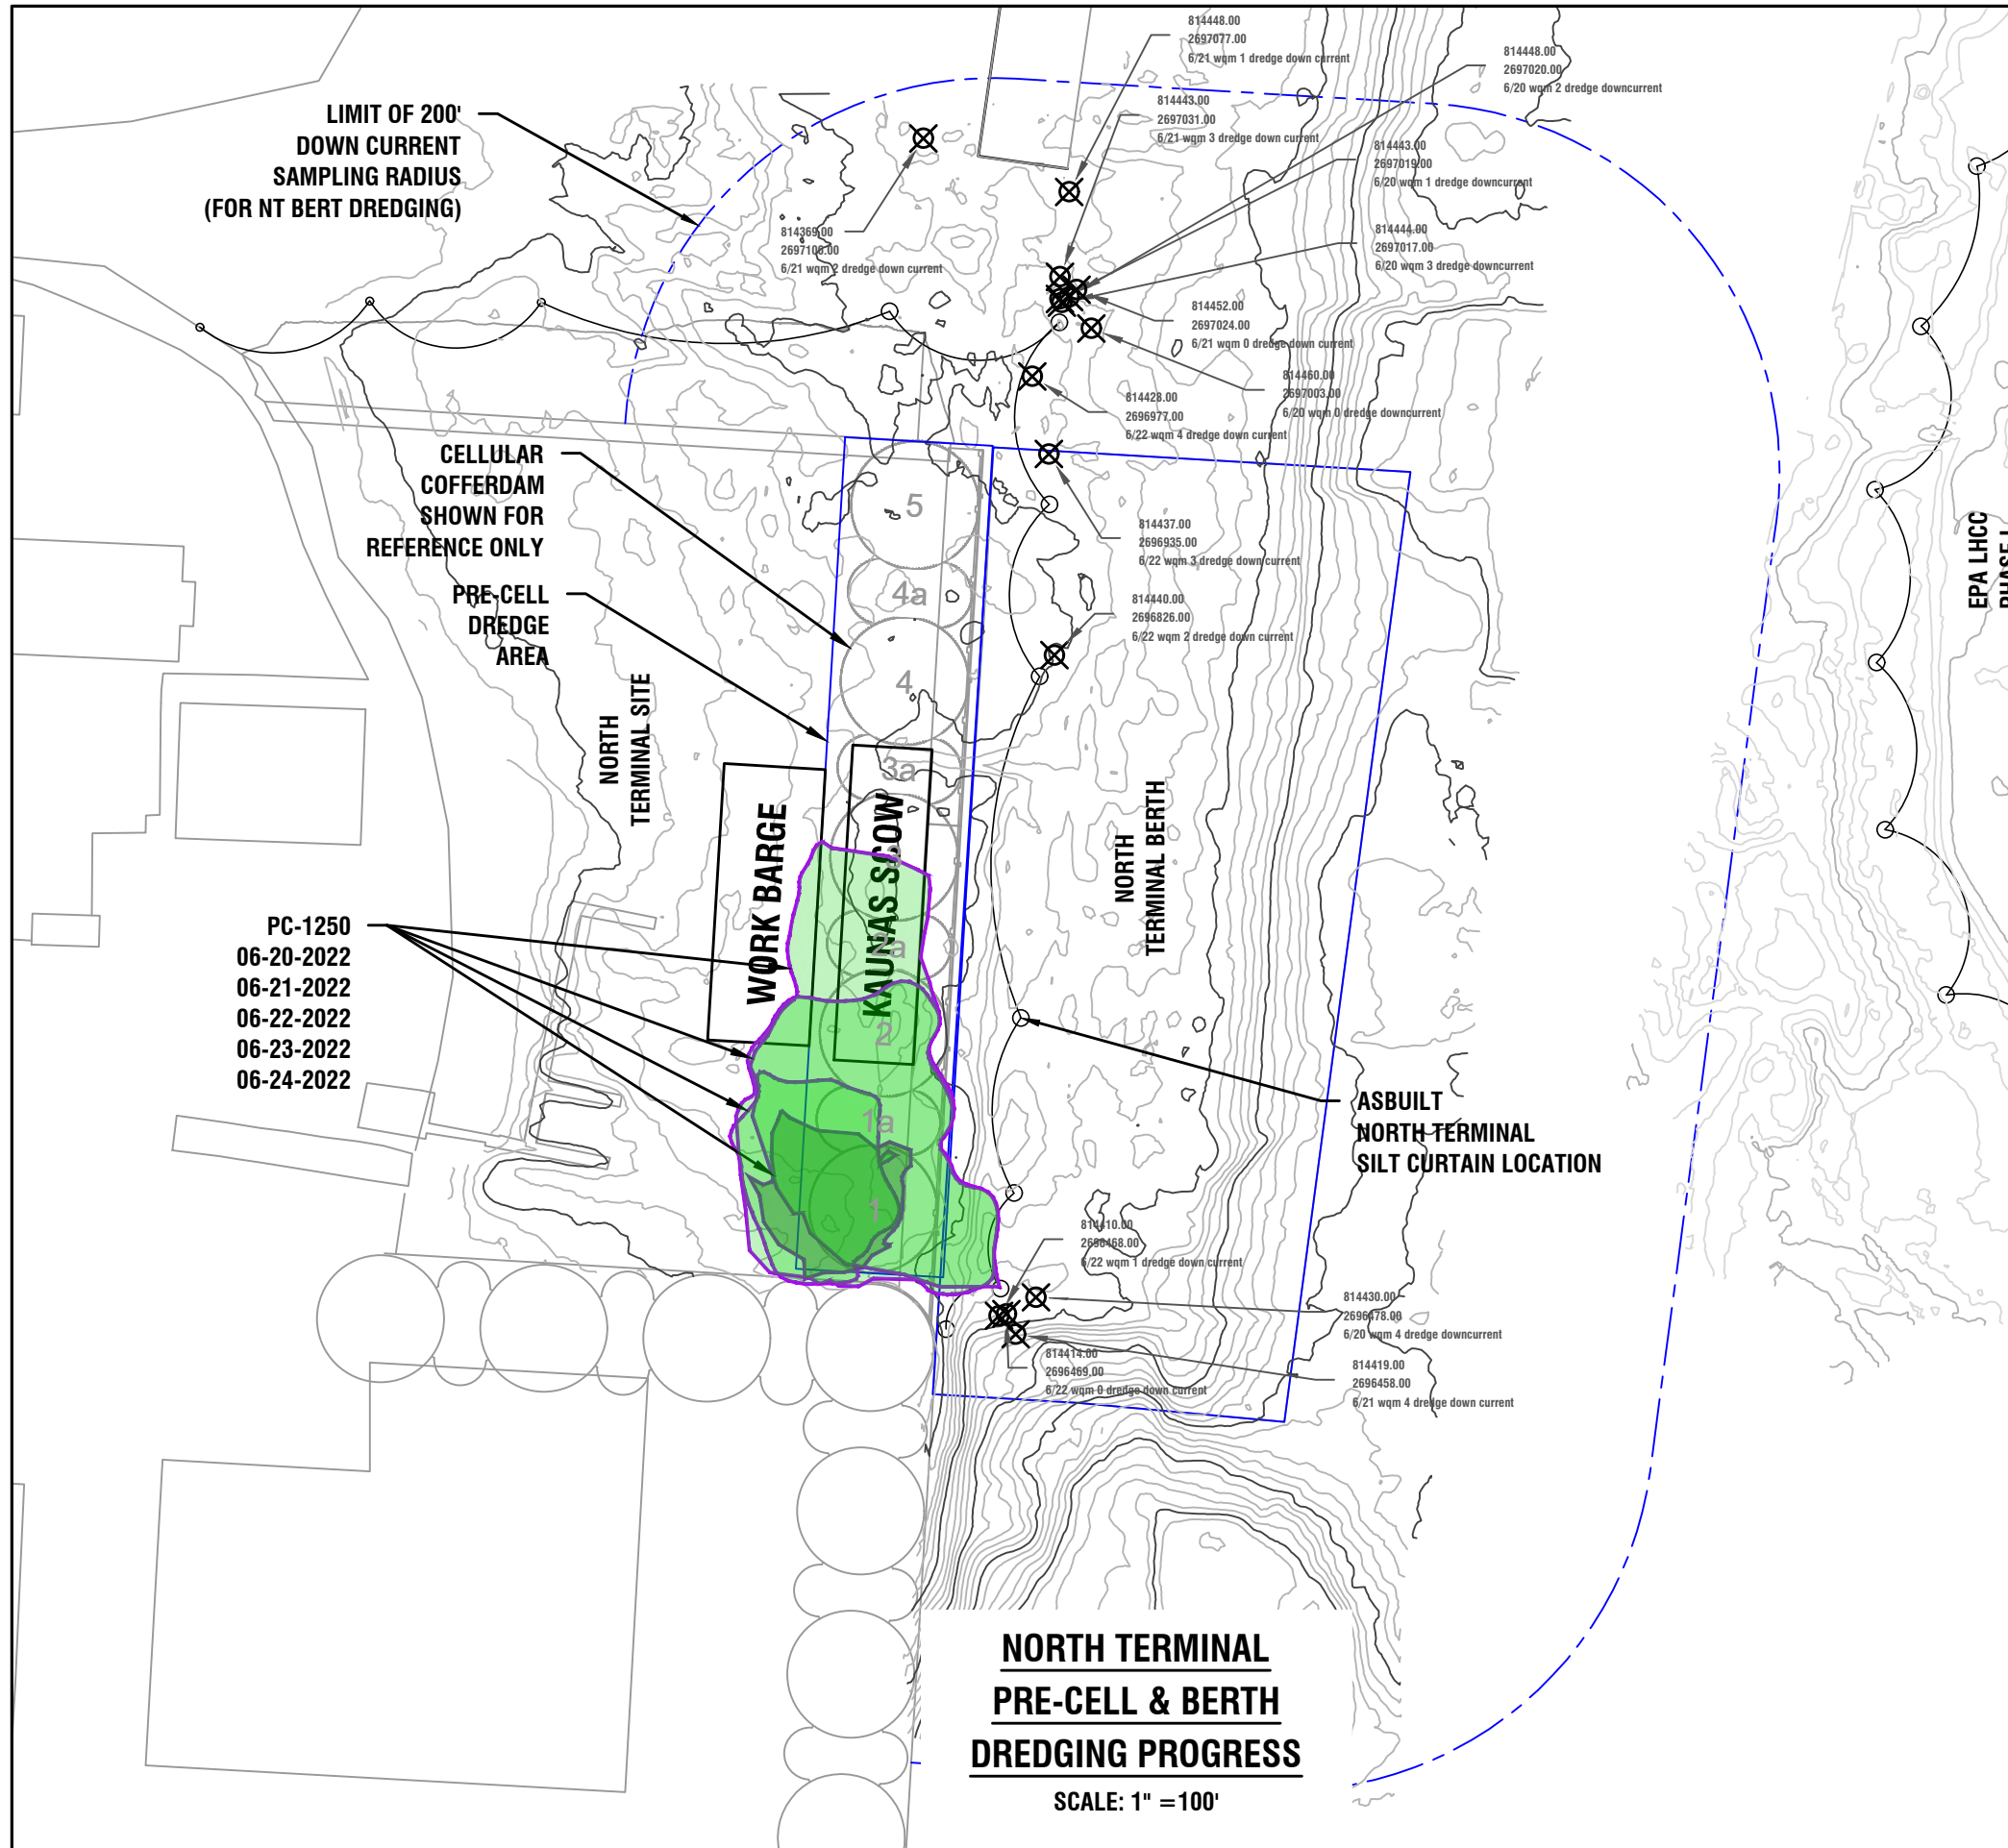 814448.00
2697077.00
6/21 wqm 1 dredge down current
814448.00
2697020.00
6/20 wqm 2 dredge downcurrent
LIMIT OF 200'
DOWN CURRENT
SAMPLING RADIUS
(FOR NT BERT DREDGING)
814443.00
2697031.00
6/21 wqm 3 dredge down current
814443.00
2697019.00
6/20 wqm 1 dredge downcurrent
814369.00
2697106.00
6/21 wqm 2 dredge down current
814444.00
2697017.00
6/20 wqm 3 dredge downcurrent
814452.00
2697024.00
6/21 wqm 0 dredge down current
814460.00
2697003.00
6/20 wqm 0 dredge downcurrent
814428.00
2696977.00
6/22 wqm 4 dredge down current
CELLULAR
COFFERDAM
SHOWN FOR
REFERENCE ONLY
814437.00
2696935.00
6/22 wqm 3 dredge down current
PRE-CELL
DREDGE
AREA
814440.00
2696826.00
6/22 wqm 2 dredge down current
EPA LHCC
NORTH
TERMINAL SITE
5
4a
4
3a
3
2a
2
1a
1
WORK BARGE
KAUNAS SCOW
NORTH
TERMINAL BERTH
PC-1250
06-20-2022
06-21-2022
06-22-2022
06-23-2022
06-24-2022
ASBUILT
NORTH TERMINAL
SILT CURTAIN LOCATION
814410.00
2696468.00
6/22 wqm 1 dredge down current
814430.00
2696478.00
6/20 wqm 4 dredge downcurrent
814414.00
2696469.00
6/22 wqm 0 dredge down current
814419.00
2696458.00
6/21 wqm 4 dredge down current
NORTH TERMINAL
PRE-CELL & BERTH
DREDGING PROGRESS
SCALE: 1" =100'